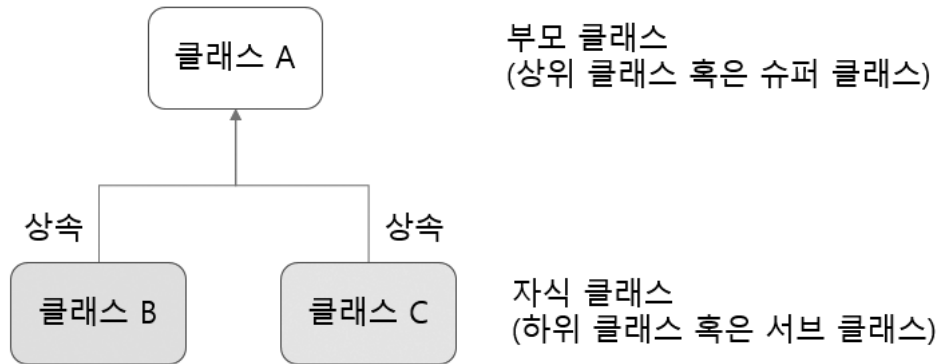 클래스 A
부모 클래스
(상위 클래스 혹은 슈퍼 클래스)
상속
상속
클래스 B
클래스 C
자식 클래스
(하위 클래스 혹은 서브 클래스)